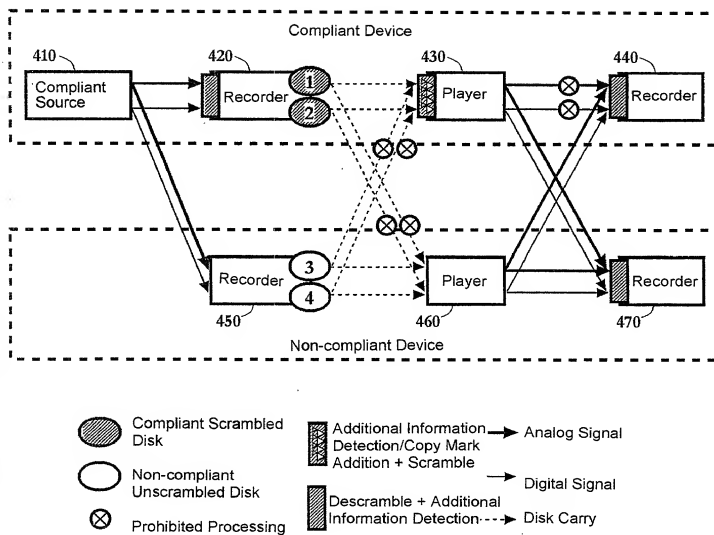 Compliant Device
410
420
430
440
Compliant
Source
Recorder
1
2
Player
Recorder
Recorder
3
4
Player
Recorder
450
460
470
Non-compliant Device
Compliant Scrambled
Disk
Non-compliant
Unscrambled Disk
Prohibited Processing
Additional Information
Detection/Copy Mark
Addition + Scramble
Descramble + Additional
Information Detection
Analog Signal
Digital Signal
Disk Carry